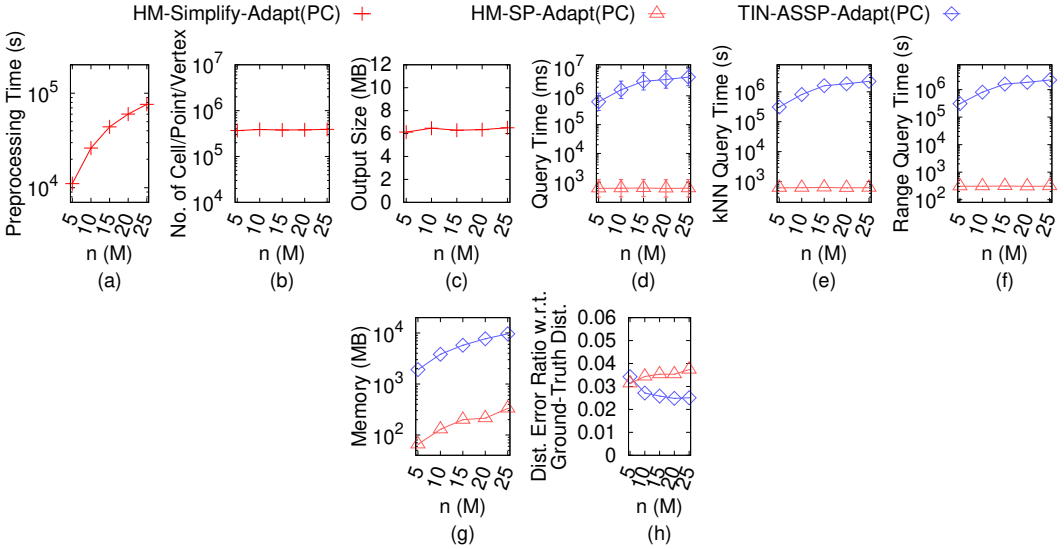 HM-Simplify-Adapt(PC)
HM-SP-Adapt(PC)
TIN-ASSP-Adapt(PC)
Preprocessing Time (s)
10^5
10^4
5 10 15 20 25
n (M)
(a)
No. of Cell/Point/Vertex
10^7
10^6
10^5
10^4
5 10 15 20 25
n (M)
(b)
Output Size (MB)
12
10
8
6
4
2
0
5 10 15 20 25
n (M)
(c)
Query Time (ms)
10^7
10^6
10^5
10^4
10^3
5 10 15 20 25
n (M)
(d)
kNN Query Time (s)
10^6
10^5
10^4
10^3
5 10 15 20 25
n (M)
(e)
Range Query Time (s)
10^6
10^5
10^4
10^3
10^2
5 10 15 20 25
n (M)
(f)
Memory (MB)
10^4
10^3
10^2
5 10 15 20 25
n (M)
(g)
Dist. Error Ratio w.r.t.
Ground-Truth Dist.
0.06
0.05
0.04
0.03
0.02
0.01
0
5 10 15 20 25
n (M)
(h)